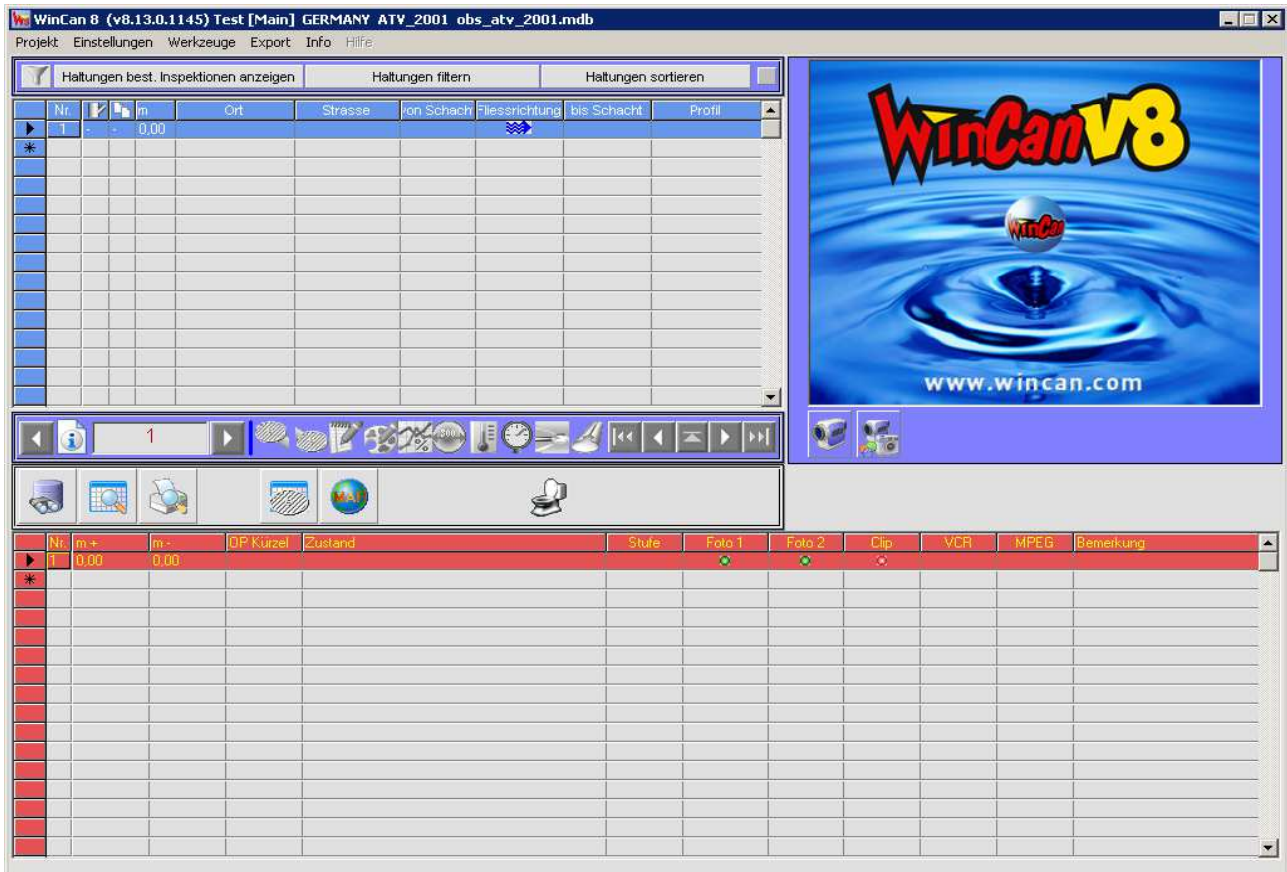 WinCan 8 (v8.13.0.1145) Test [Main] GERMANY ATV_2001 obs_atv_2001.mdb
Projekt Einstellungen Werkzeuge Export Info Hilfe
Haltungen best. Inspektionen anzeigen Haltungen filtern Haltungen sortieren
Nr. m Ort Strasse von Schach Fliessrichtung bis Schacht Profil
1 - - 0,00
WinCanV8
WinCan
www.wincan.com
1
MAP
Nr. m + m - OP Kürzel Zustand Stufe Foto 1 Foto 2 Clip VCR MPEG Bemerkung
1 0,00 0,00